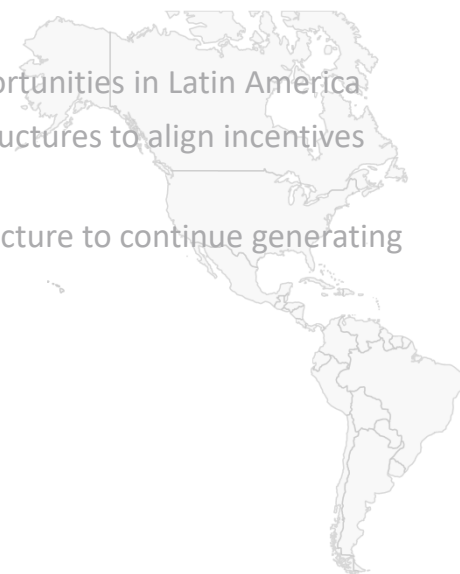 ortunities in Latin America
uctures to align incentives
cture to continue generating